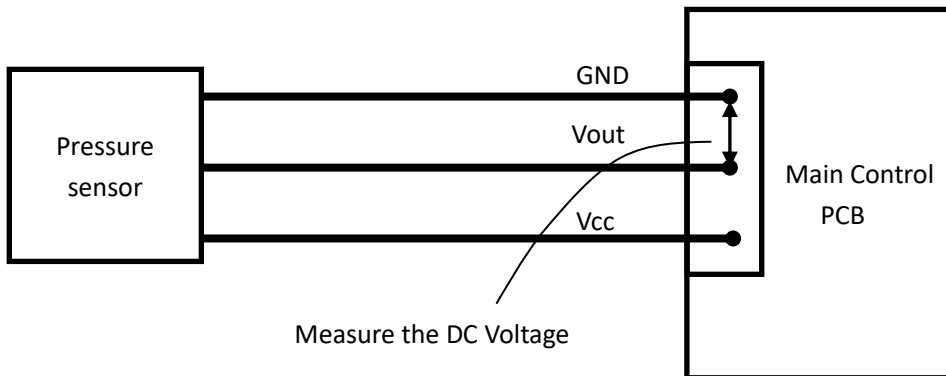 GND
Pressure
sensor
Vout
Main Control
PCB
Vcc
Measure the DC Voltage